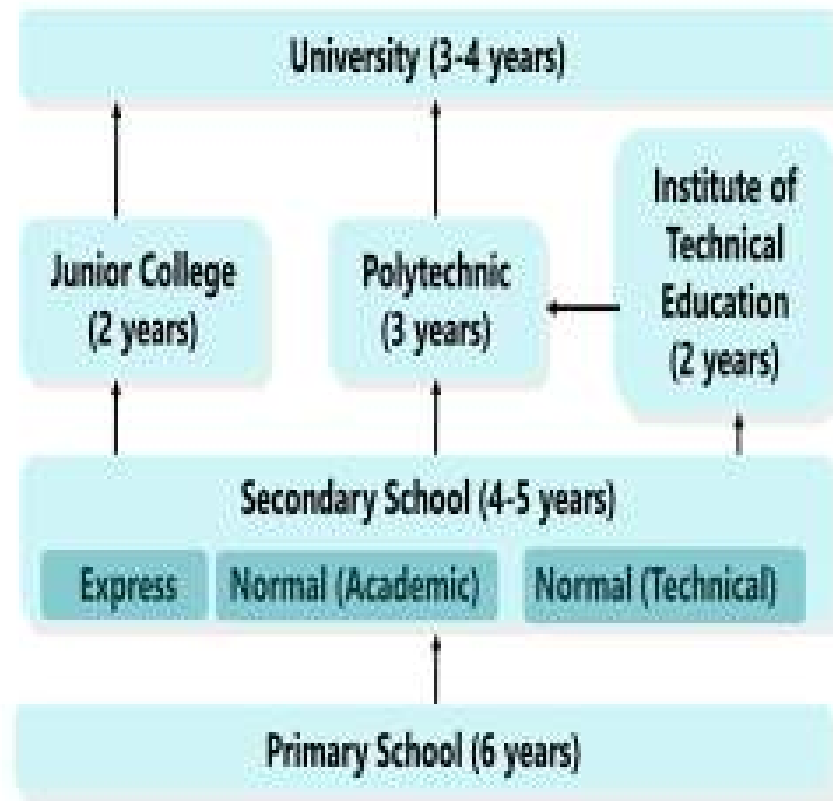 University (3-4 years)
Junior College
(2 years)
Polytechnic
(3 years)
Institute of
Technical
Education
(2 years)
Secondary School (4-5 years)
Express
Normal (Academic)
Normal (Technical)
Primary School (6 years)